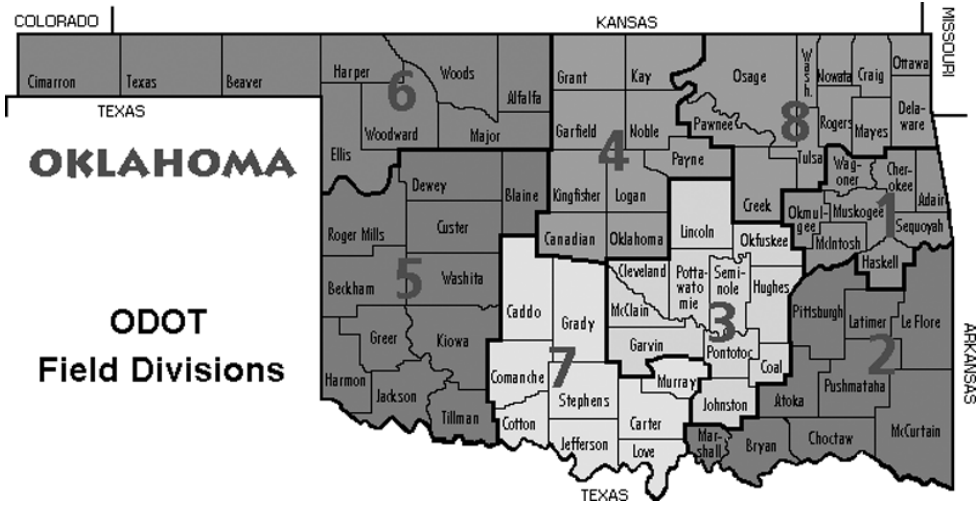 COLORADO
KANSAS
MISSOURI
Cimarron
Texas
Beaver
Harper
Woods
Alfalfa
Grant
Kay
Osage
Wash.
Nowata
Craig
Ottawa
TEXAS
6
Woodward
Major
Garfield
Noble
Pawnee
8
Rogers
Mayes
Dela-
ware
OKLAHOMA
Ellis
4
Payne
Tulsa
Wag-
oner
Cher-
okee
Adair
Dewey
Blaine
Kingfisher
Logan
Creek
Okmul-
gee
Muskogee
1
Sequoyah
Roger Mills
Custer
Canadian
Oklahoma
Lincoln
Okfuskee
McIntosh
Haskell
Beckham
5
Washita
Cleveland
Potta-
wato
mie
Semi-
nole
Hughes
ODOT
Field Divisions
Caddo
Grady
McClain
3
Pittsburgh
Latimer
Le Flore
ARKANSAS
Greer
Kiowa
Garvin
Pontotoc
Coal
2
Harmon
Jackson
Comanche
7
Stephens
Murray
Johnston
Atoka
Pushmataha
Tillman
Cotton
Jefferson
Carter
Love
Mar-
shall
Bryan
Choctaw
McCurtain
TEXAS